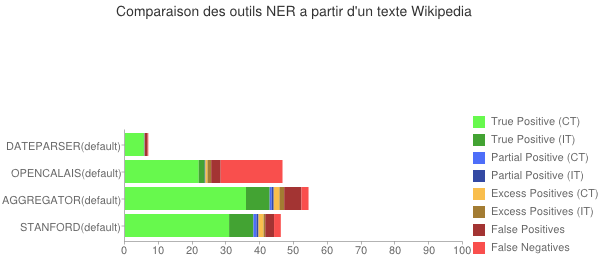 Comparaison des outils NER a partir d'un texte Wikipedia
DATEPARSER(default)
OPENCALAIS(default)
AGGREGATOR(default)
STANFORD(default)
0 10 20 30 40 50 60 70 80 90 100
True Positive (CT)
True Positive (IT)
Partial Positive (CT)
Partial Positive (IT)
Excess Positives (CT)
Excess Positives (IT)
False Positives
False Negatives